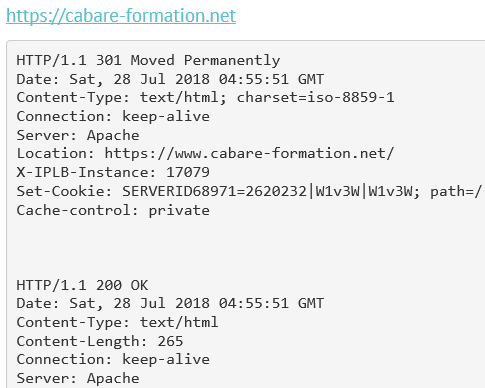 https://cabare-formation.net
HTTP/1.1 301 Moved Permanently
Date: Sat, 28 Jul 2018 04:55:51 GMT
Content-Type: text/html; charset=iso-8859-1
Connection: keep-alive
Server: Apache
Location: https://www.cabare-formation.net/
X-IPLB-Instance: 17079
Set-Cookie: SERVERID68971=2620232|W1v3W|W1v3W; path=/
Cache-control: private
HTTP/1.1 200 OK
Date: Sat, 28 Jul 2018 04:55:51 GMT
Content-Type: text/html
Content-Length: 265
Connection: keep-alive
Server: Apache